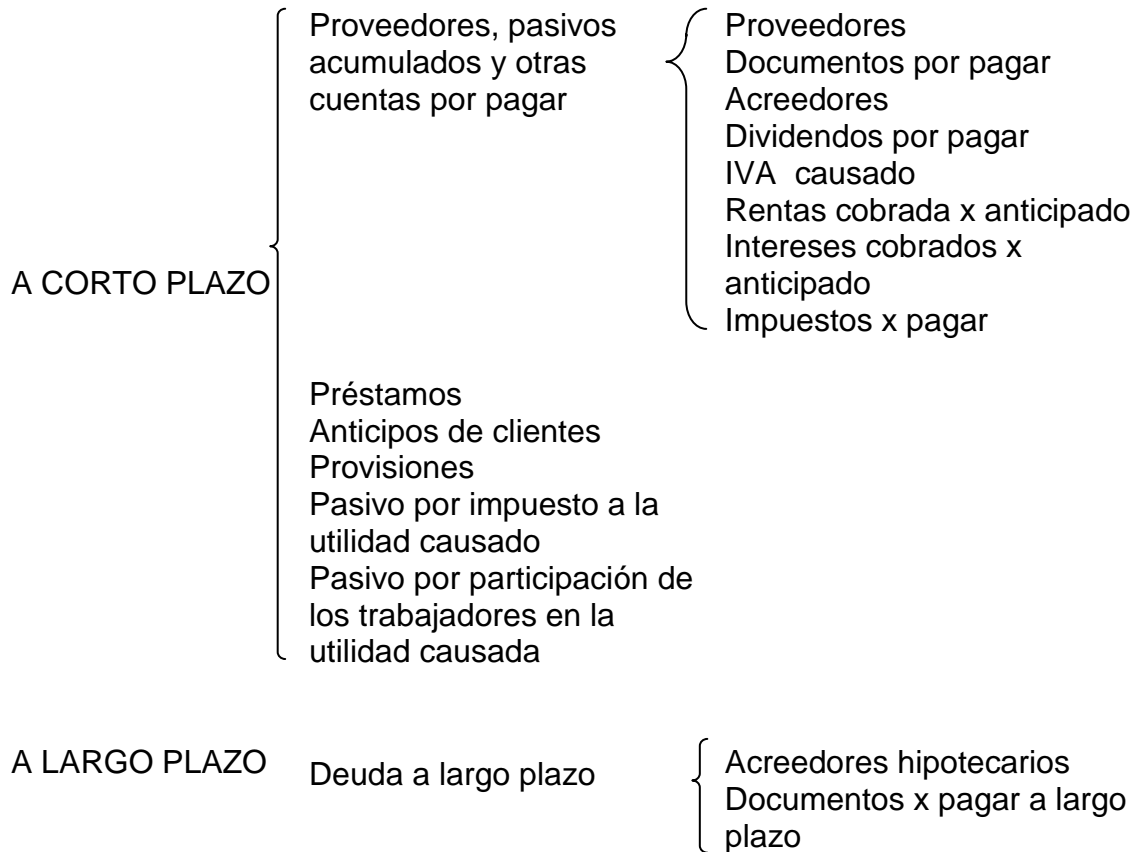 A CORTO PLAZO
Proveedores, pasivos
acumulados y otras
cuentas por pagar
Proveedores
Documentos por pagar
Acreedores
Dividendos por pagar
IVA causado
Rentas cobrada x anticipado
Intereses cobrados x
anticipado
Impuestos x pagar
Préstamos
Anticipos de clientes
Provisiones
Pasivo por impuesto a la
utilidad causado
Pasivo por participación de
los trabajadores en la
utilidad causada
A LARGO PLAZO
Deuda a largo plazo
Acreedores hipotecarios
Documentos x pagar a largo
plazo